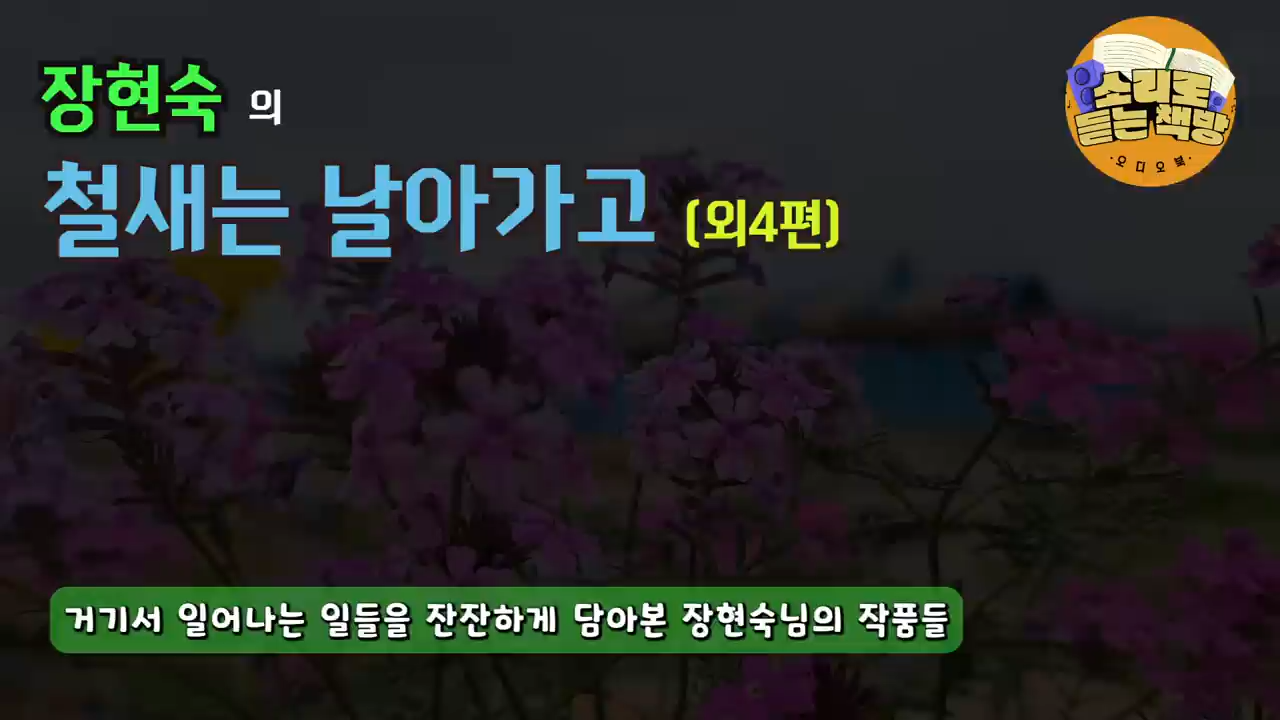 장현숙 의
철새는 날아가고 (외4편)
소리로
듣는 책방
·오디오북·
거기서 일어나는 일들을 잔잔하게 담아본 장현숙님의 작품들